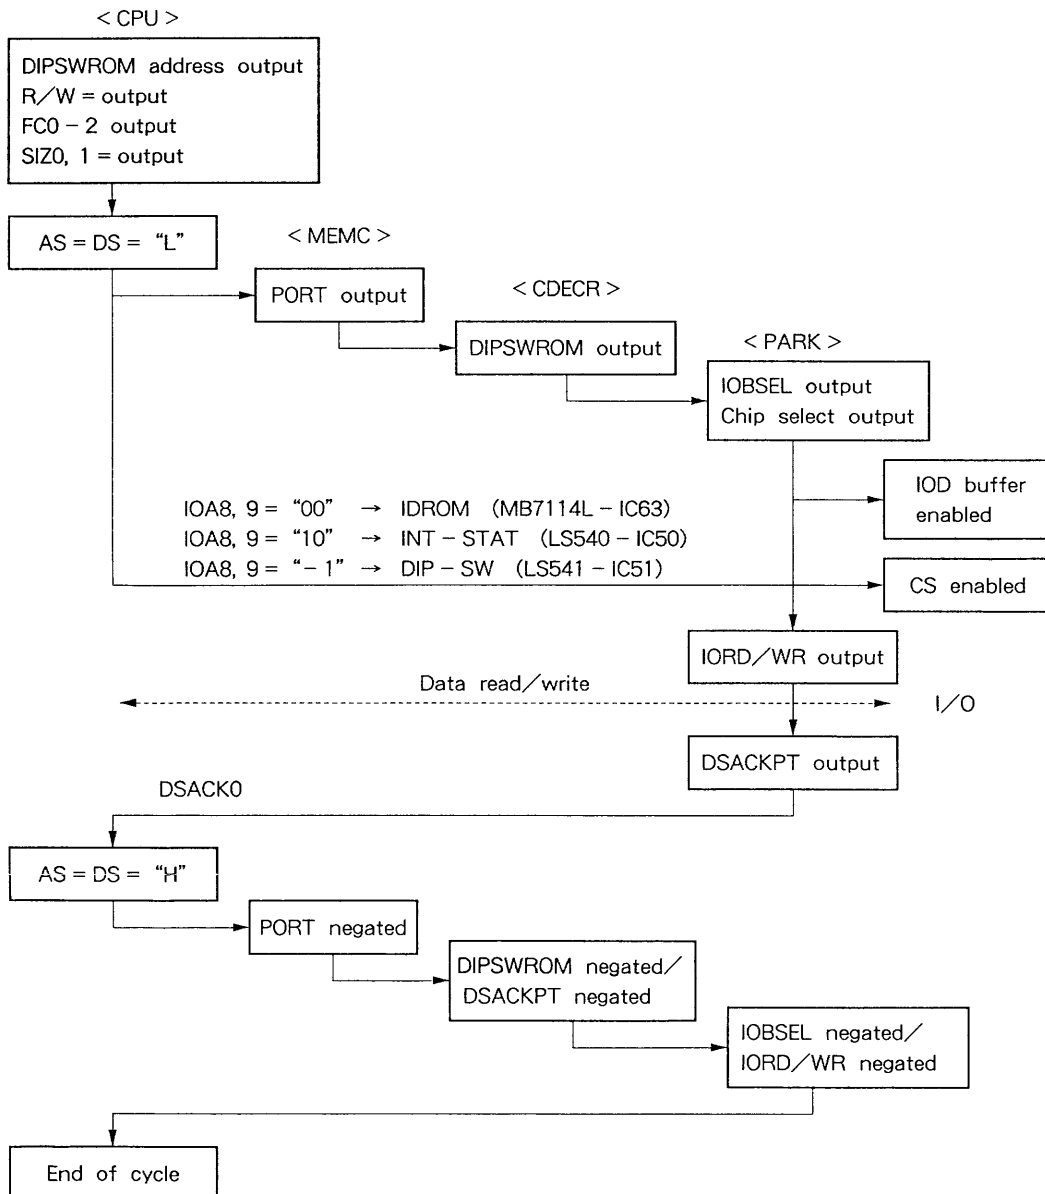 < CPU >
DIPSWROM address output
R/W = output
FC0 - 2 output
SIZ0, 1 = output
AS = DS = “L”
< MEMC >
PORT output
< CDECR >
DIPSWROM output
< PARK >
IOBSEL output
Chip select output
IOD buffer
enabled
IOA8, 9 = “00” → IDROM (MB7114L - IC63)
IOA8, 9 = “10” → INT - STAT (LS540 - IC50)
IOA8, 9 = “- 1” → DIP - SW (LS541 - IC51)
CS enabled
IORD/WR output
Data read/write
I/O
DSACKPT output
DSACK0
AS = DS = “H”
PORT negated
DIPSWROM negated/
DSACKPT negated
IOBSEL negated/
IORD/WR negated
End of cycle